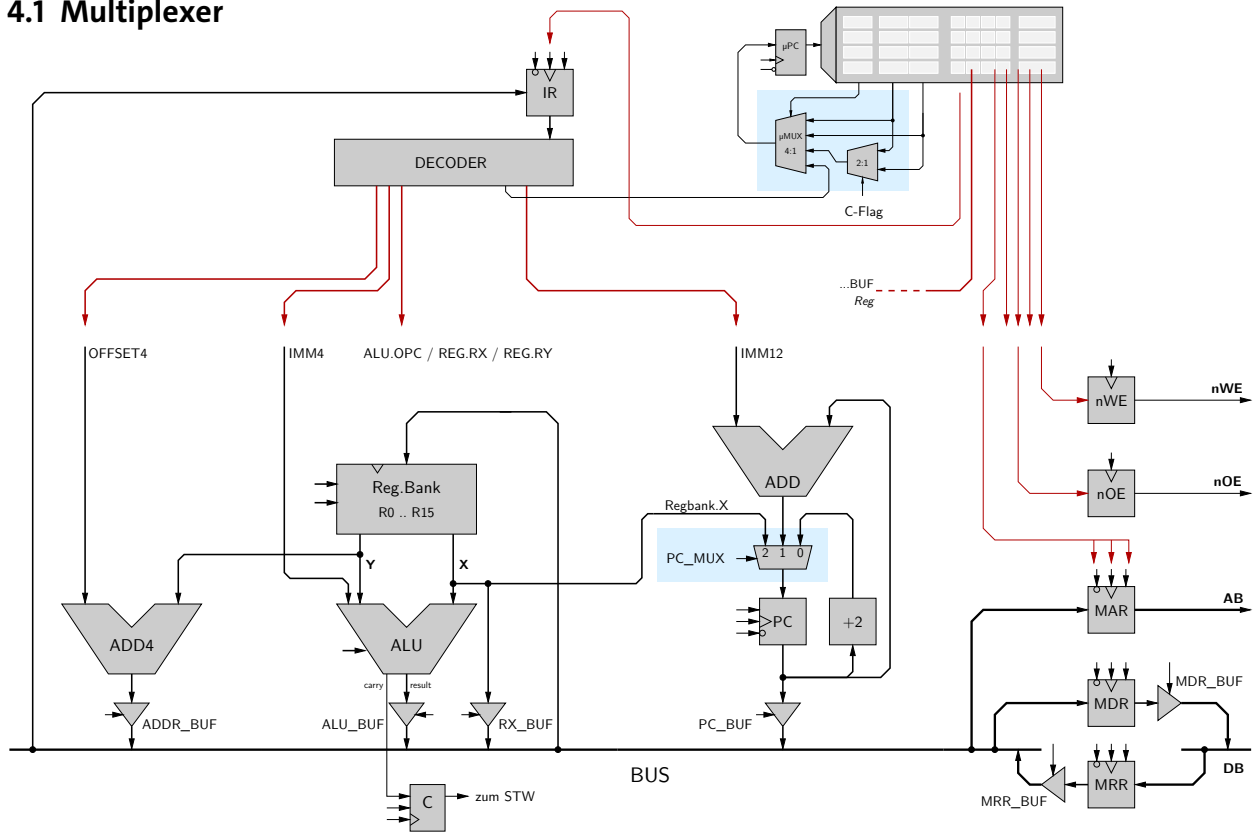 4.1 Multiplexer
µPC
IR
µMUX
4:1
2:1
DECODER
C-Flag
...BUF
Reg
OFFSET4
IMM4
ALU.OPC / REG.RX / REG.RY
IMM12
nWE
nWE
Reg.Bank
R0 .. R15
ADD
nOE
nOE
Regbank.X
PC_MUX
2 1 0
Y
X
AB
MAR
PC
+2
ADD4
ALU
carry
result
MDR_BUF
MDR
ADDR_BUF
ALU_BUF
RX_BUF
PC_BUF
BUS
DB
MRR
MRR_BUF
C
zum STW